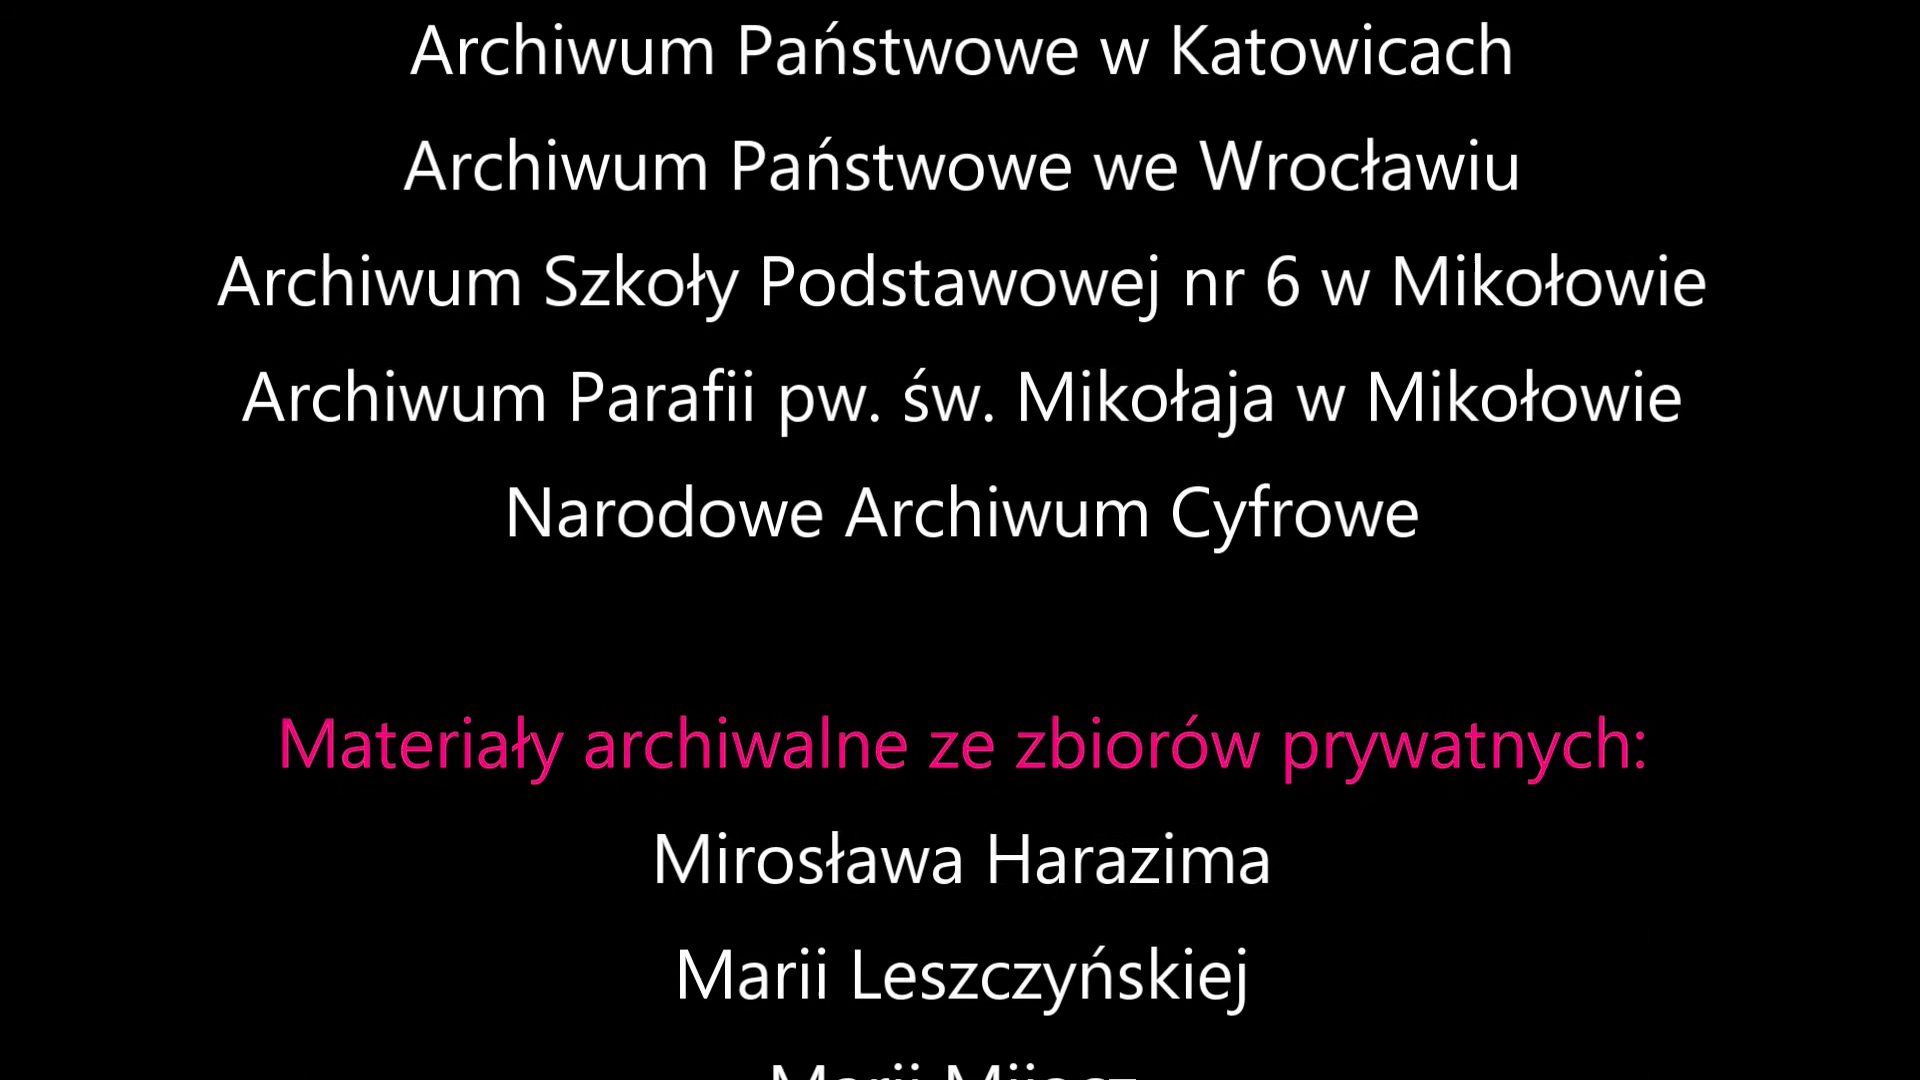 Archiwum Państwowe w Katowicach
Archiwum Państwowe we Wrocławiu
Archiwum Szkoły Podstawowej nr 6 w Mikołowie
Archiwum Parafii pw. św. Mikołaja w Mikołowie
Narodowe Archiwum Cyfrowe
Materiały archiwalne ze zbiorów prywatnych:
Mirosława Harazima
Marii Leszczyńskiej
Marii